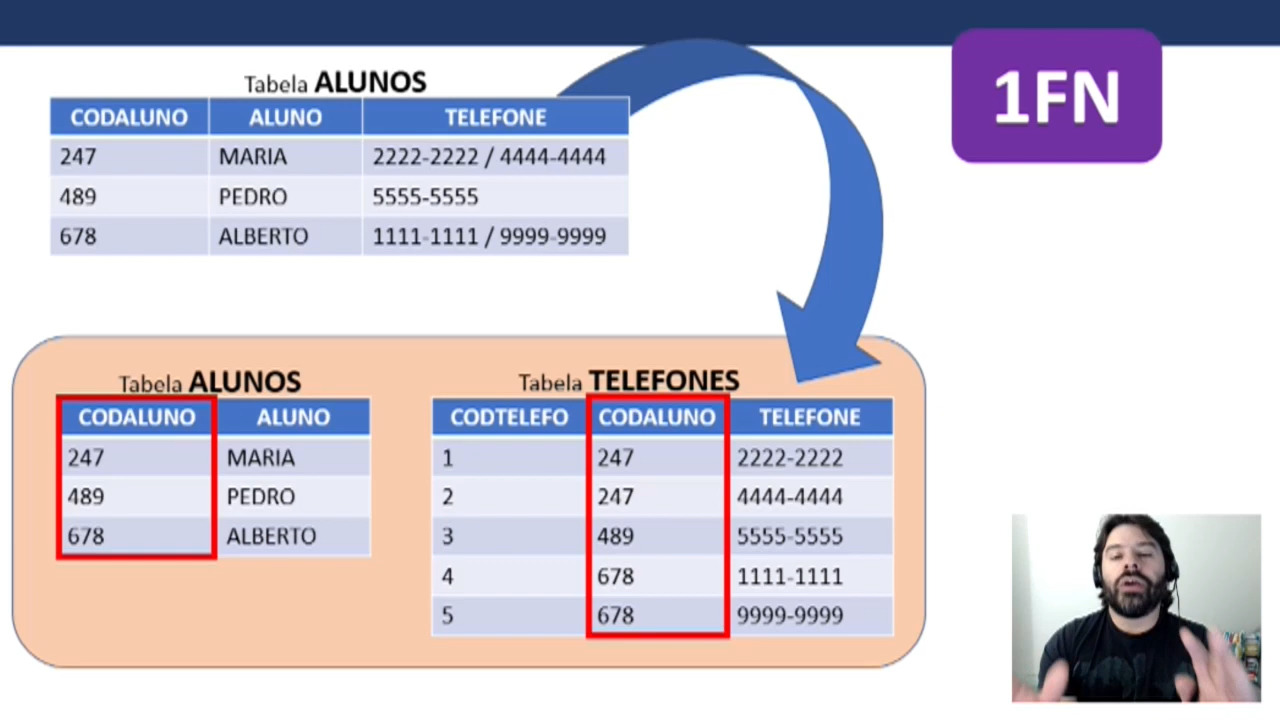 1FN
Tabela ALUNOS
CODALUNO ALUNO TELEFONE
247 MARIA 2222-2222 / 4444-4444
489 PEDRO 5555-5555
678 ALBERTO 1111-1111 / 9999-9999
Tabela ALUNOS
CODALUNO ALUNO
247 MARIA
489 PEDRO
678 ALBERTO
Tabela TELEFONES
CODTELEFO CODALUNO TELEFONE
1 247 2222-2222
2 247 4444-4444
3 489 5555-5555
4 678 1111-1111
5 678 9999-9999